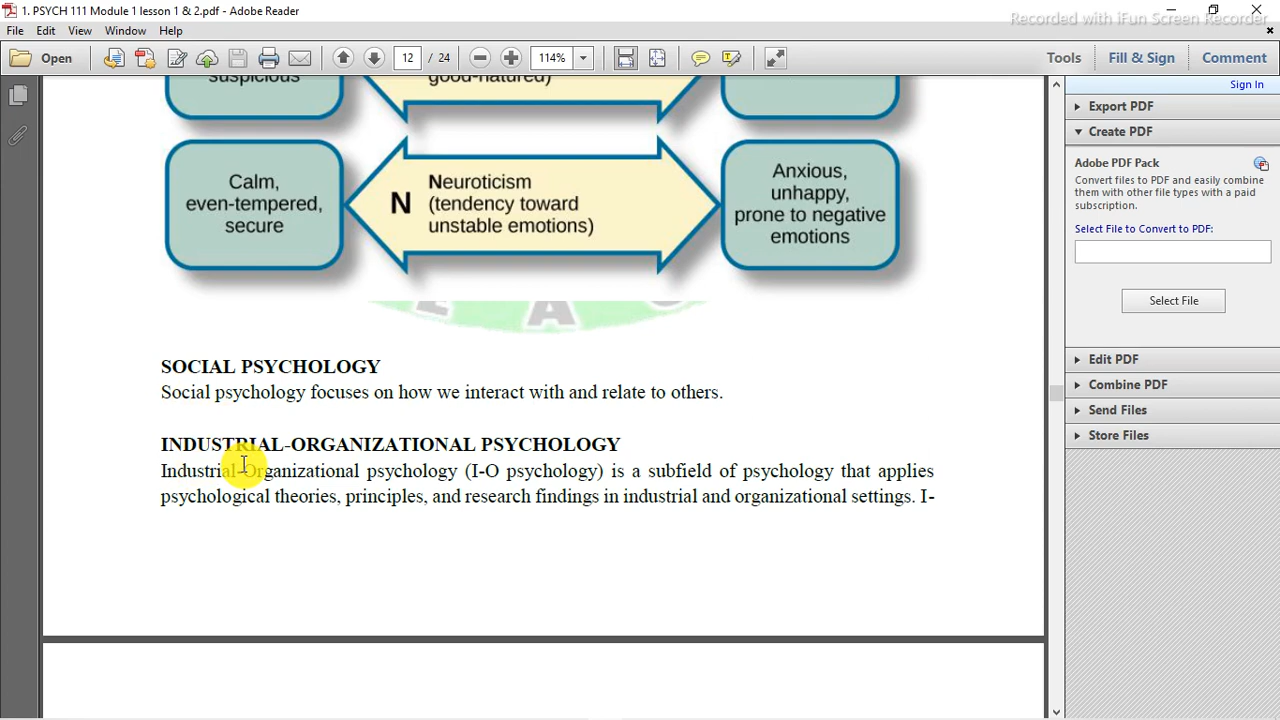 1. PSYCH 111 Module 1 lesson 1 & 2.pdf - Adobe Reader
Recorded with iFun Screen Recorder
File Edit View Window Help
Open 12 / 24 114% Tools Fill & Sign Comment
Sign In
Export PDF
Create PDF
Adobe PDF Pack
Convert files to PDF and easily combine
them with other file types with a paid
subscription.
Select File to Convert to PDF:
Select File
Edit PDF
Combine PDF
Send Files
Store Files
suspicious
good-natured)
Calm,
even-tempered,
secure
N
Neuroticism
(tendency toward
unstable emotions)
Anxious,
unhappy,
prone to negative
emotions
E A
SOCIAL PSYCHOLOGY
Social psychology focuses on how we interact with and relate to others.
INDUSTRIAL-ORGANIZATIONAL PSYCHOLOGY
Industrial-Organizational psychology (I-O psychology) is a subfield of psychology that applies
psychological theories, principles, and research findings in industrial and organizational settings. I-